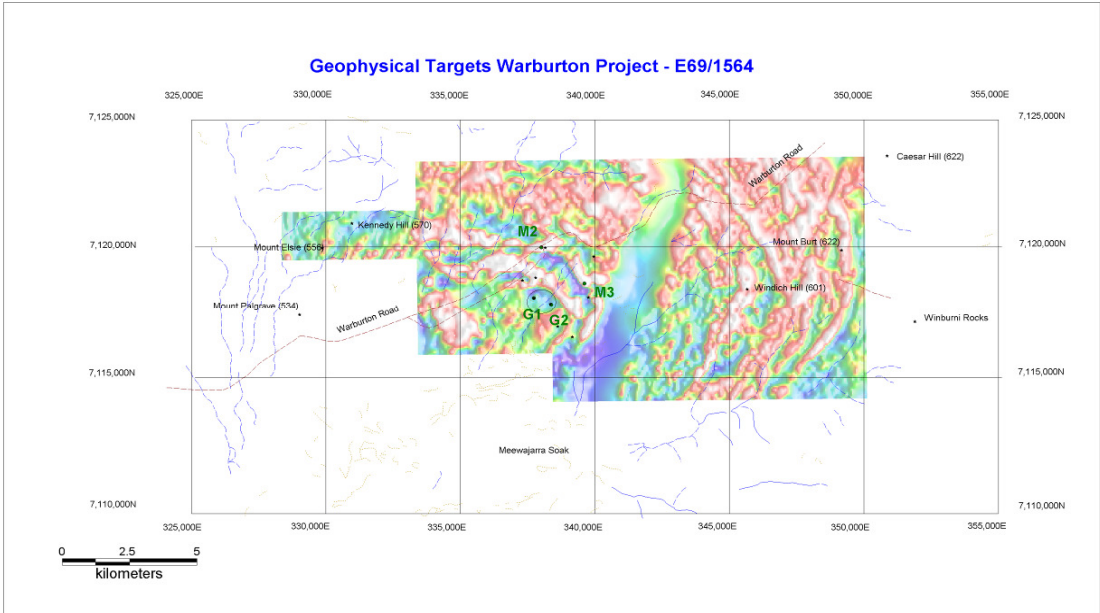 Geophysical Targets Warburton Project - E69/1564
325,000E 330,000E 335,000E 340,000E 345,000E 350,000E 355,000E
7,125,000N 7,125,000N
Warburton Road
Caesar Hill (622)
Kennedy Hill (570)
M2
7,120,000N Mount Elsie (556) Mount Burt (622) 7,120,000N
M3 Windich Hill (601)
Mount Palgrave (534)
G1 G2
Warburton Road
Winburni Rocks
7,115,000N 7,115,000N
Meewajarra Soak
7,110,000N 7,110,000N
325,000E 330,000E 335,000E 340,000E 345,000E 350,000E 355,000E
0 2.5 5
kilometers